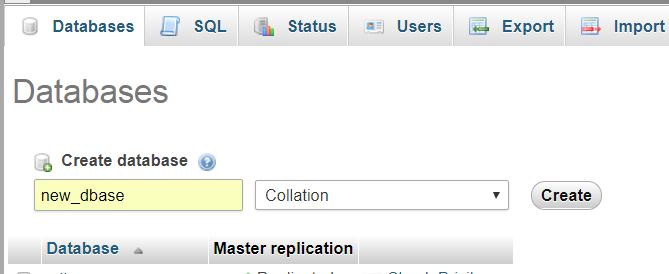 Databases SQL Status Users Export Import
Databases
Create database
new_dbase Collation Create
Database Master replication